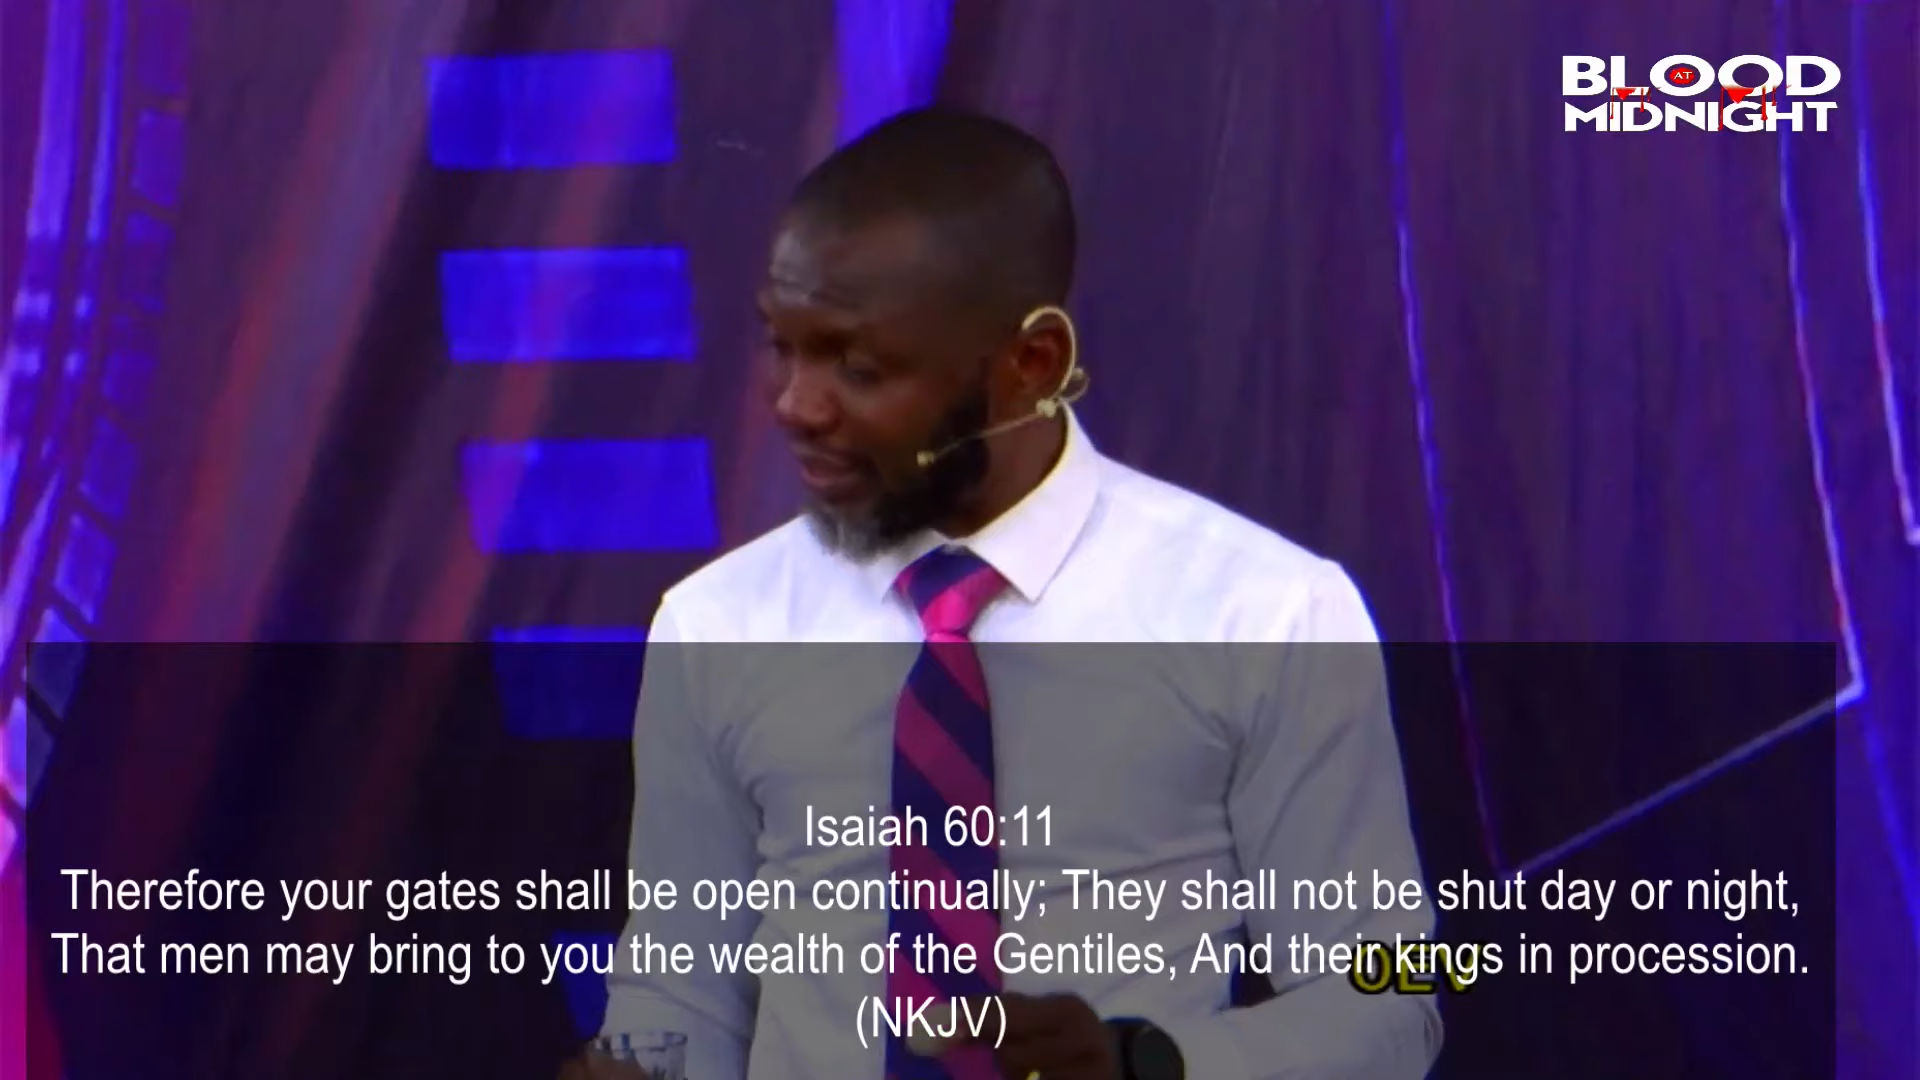 BLOOD
AT
MIDNIGHT
Isaiah 60:11
Therefore your gates shall be open continually; They shall not be shut day or night,
That men may bring to you the wealth of the Gentiles, And their kings in procession.
(NKJV)